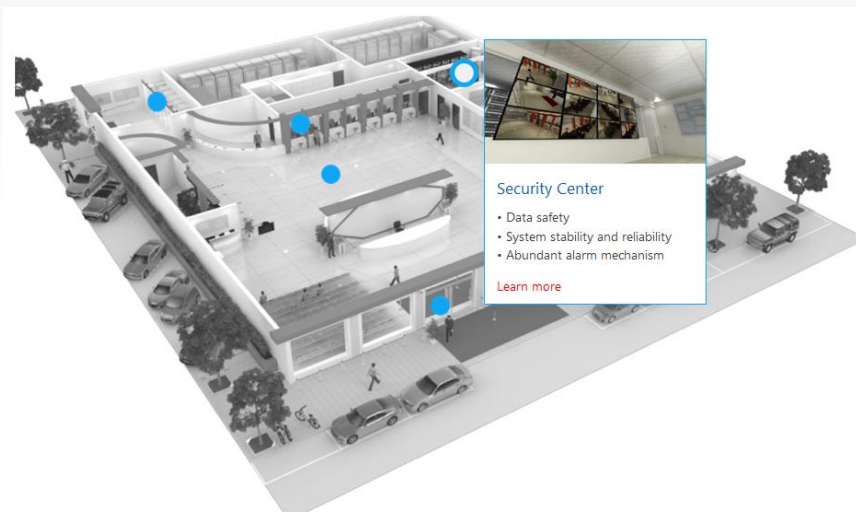 Security Center
• Data safety
• System stability and reliability
• Abundant alarm mechanism
Learn more